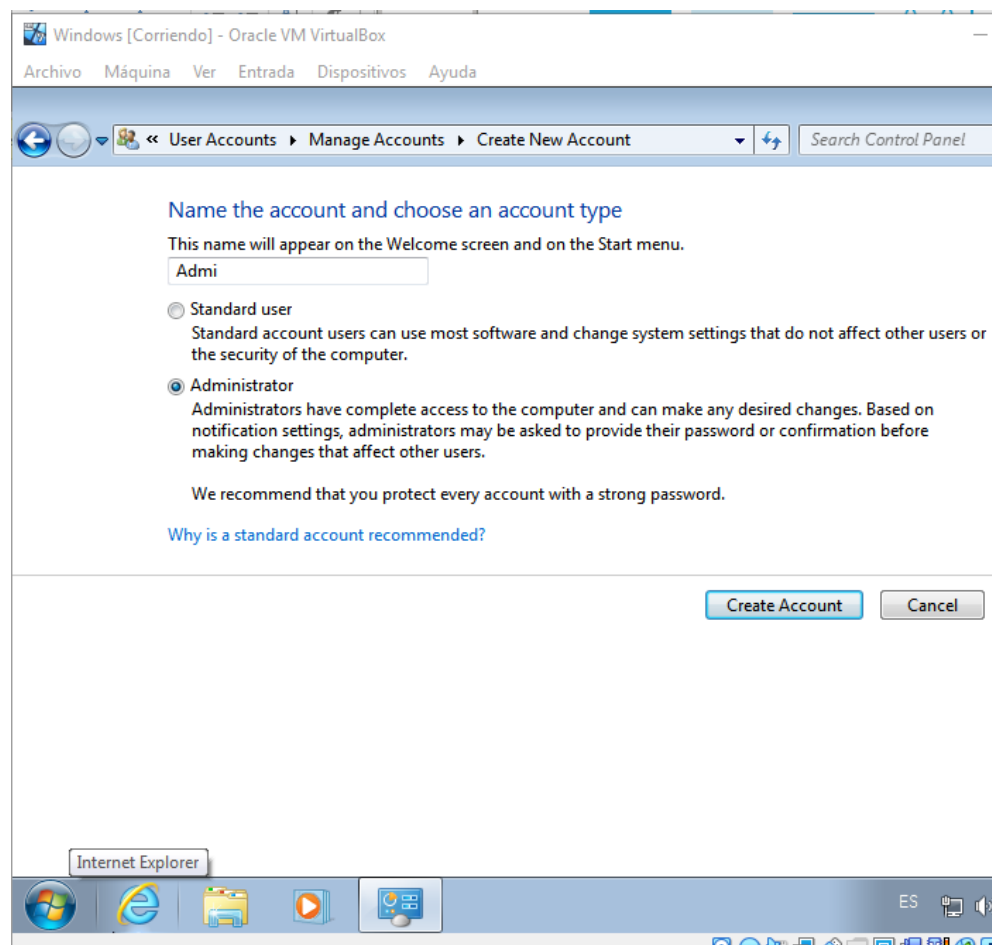 Windows [Corriendo] - Oracle VM VirtualBox
Archivo Máquina Ver Entrada Dispositivos Ayuda
« User Accounts Manage Accounts Create New Account Search Control Panel
Name the account and choose an account type
This name will appear on the Welcome screen and on the Start menu.
Admi
Standard user
Standard account users can use most software and change system settings that do not affect other users or
the security of the computer.
Administrator
Administrators have complete access to the computer and can make any desired changes. Based on
notification settings, administrators may be asked to provide their password or confirmation before
making changes that affect other users.
We recommend that you protect every account with a strong password.
Why is a standard account recommended?
Create Account Cancel
Internet Explorer
ES